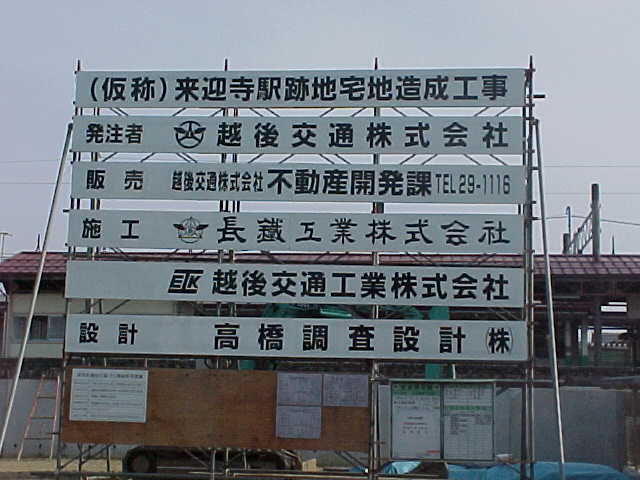 (仮称)来迎寺駅跡地宅地造成工事
発注者 越後交通株式会社
販売 越後交通株式会社 不動産開発課 TEL 29-1116
施工 長鐵工業株式会社
EK 越後交通工業株式会社
設計 高橋調査設計(株)